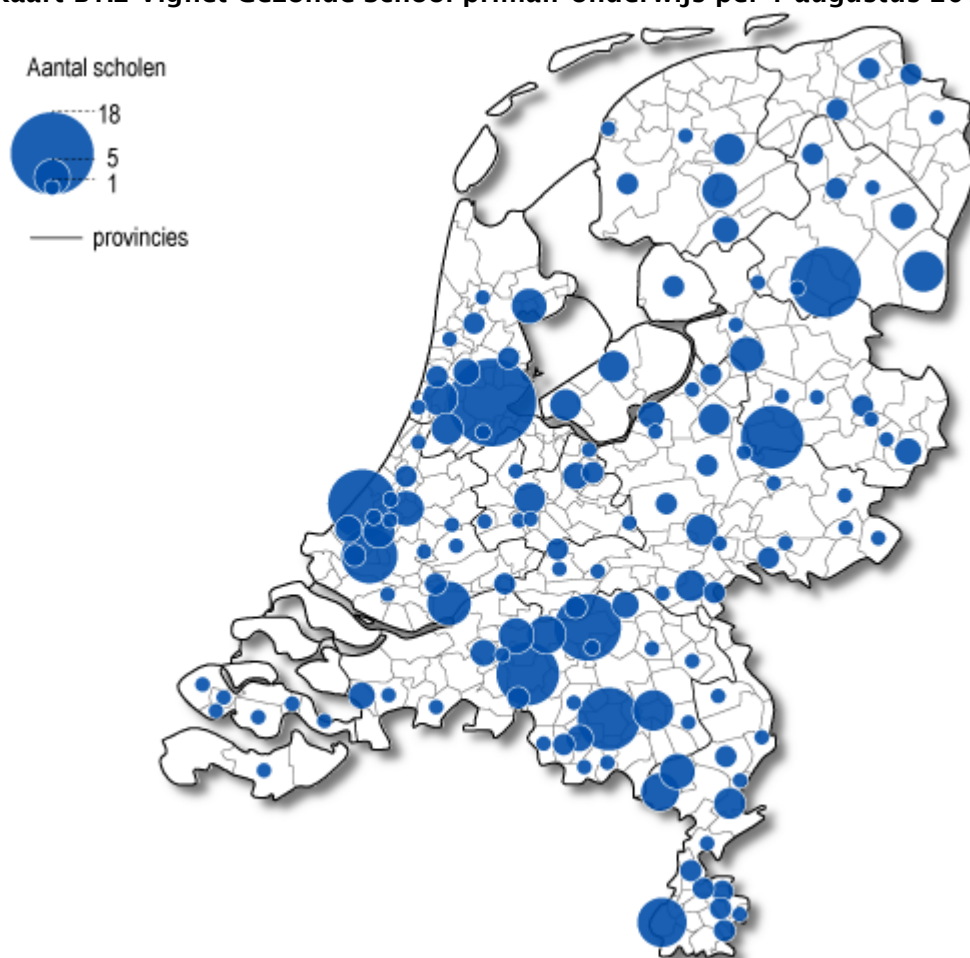 Vignet Gezonde School primair onderwijs per 1 augustus
Aantal scholen
18
5
1
provincies